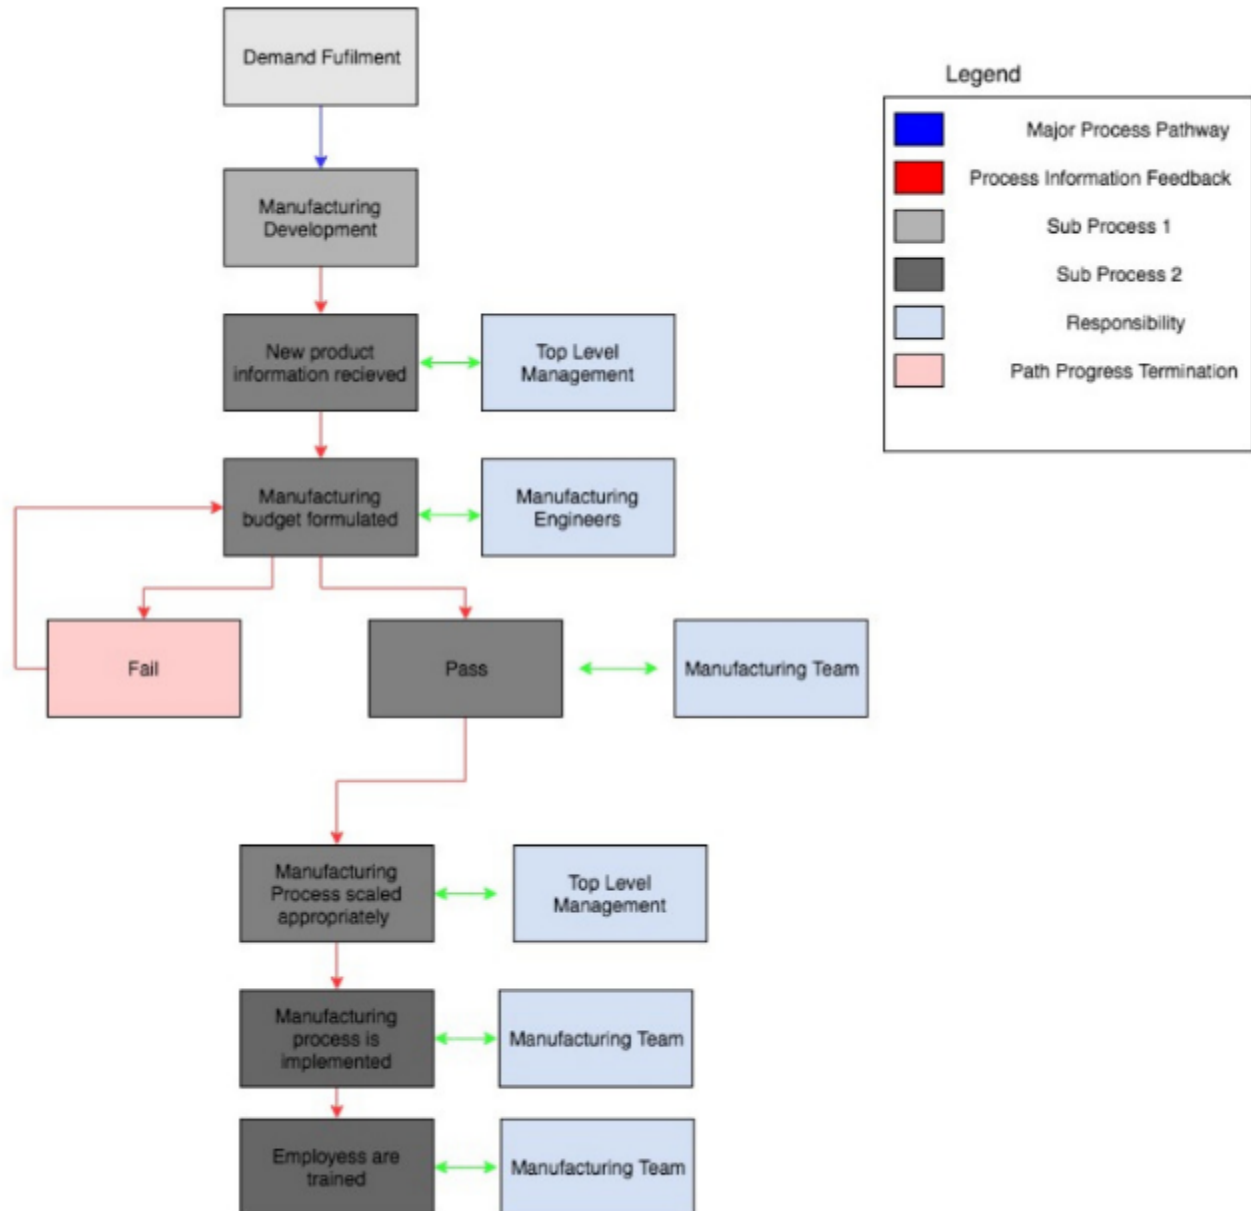 Demand Fufilment
Legend
Major Process Pathway
Process Information Feedback
Sub Process 1
Sub Process 2
Responsibility
Path Progress Termination
Manufacturing
Development
New product
information recieved
Top Level
Management
Manufacturing
budget formulated
Manufacturing
Engineers
Fail
Pass
Manufacturing Team
Manufacturing
Process scaled
appropriately
Top Level
Management
Manufacturing
process is
implemented
Manufacturing Team
Employess are
trained
Manufacturing Team